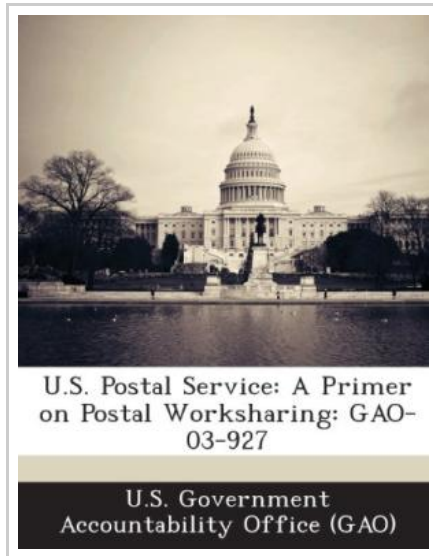 U.S. Postal Service: A Primer
on Postal Worksharing: GAO-
03-927
U.S. Government
Accountability Office (GAO)